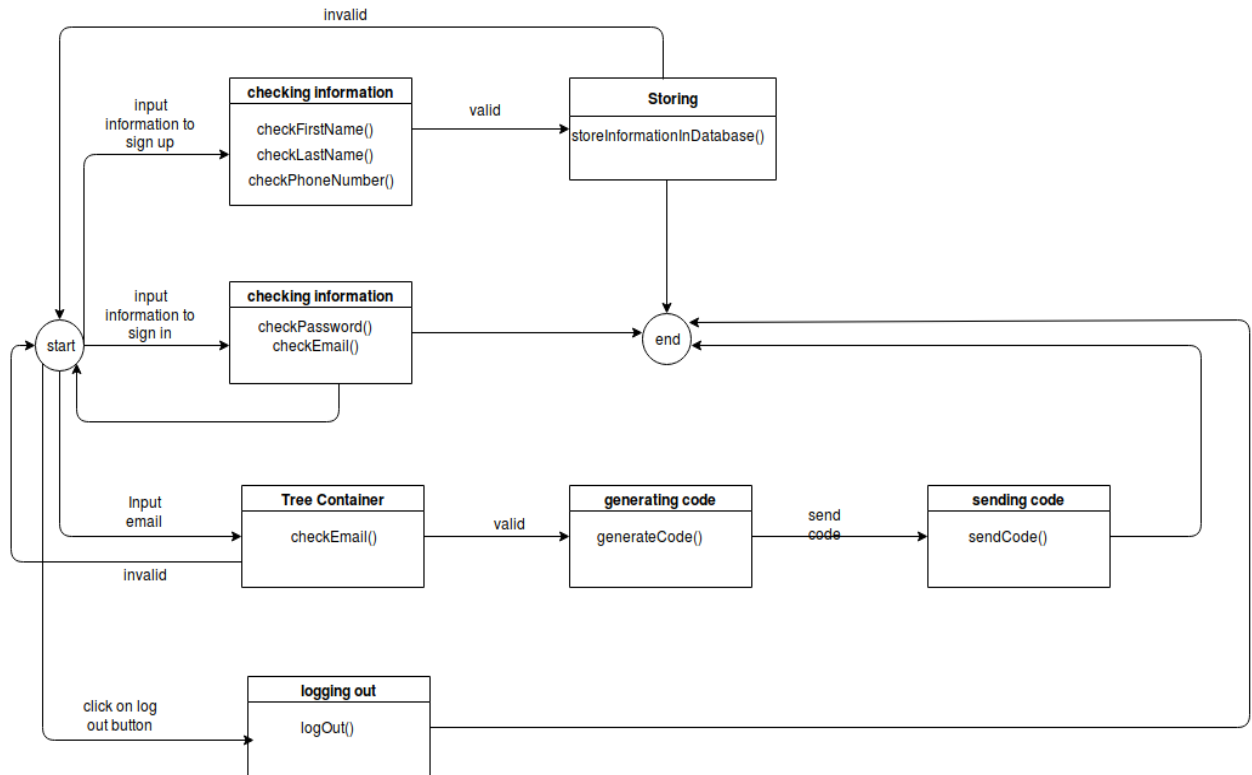 invalid
checking information
checkFirstName()
checkLastName()
checkPhoneNumber()
input
information to
sign up
valid
Storing
storeInformationInDatabase()
start
input
information to
sign in
checking information
checkPassword()
checkEmail()
end
Input
email
invalid
Tree Container
checkEmail()
valid
generating code
generateCode()
send
code
sending code
sendCode()
click on log
out button
logging out
logOut()